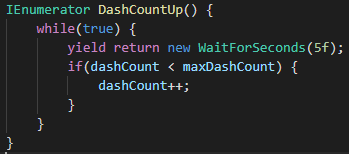 IEnumerator DashCountUp() {
    while(true) {
        yield return new WaitForSeconds(5f);
        if(dashCount < maxDashCount) {
            dashCount++;
        }
    }
}